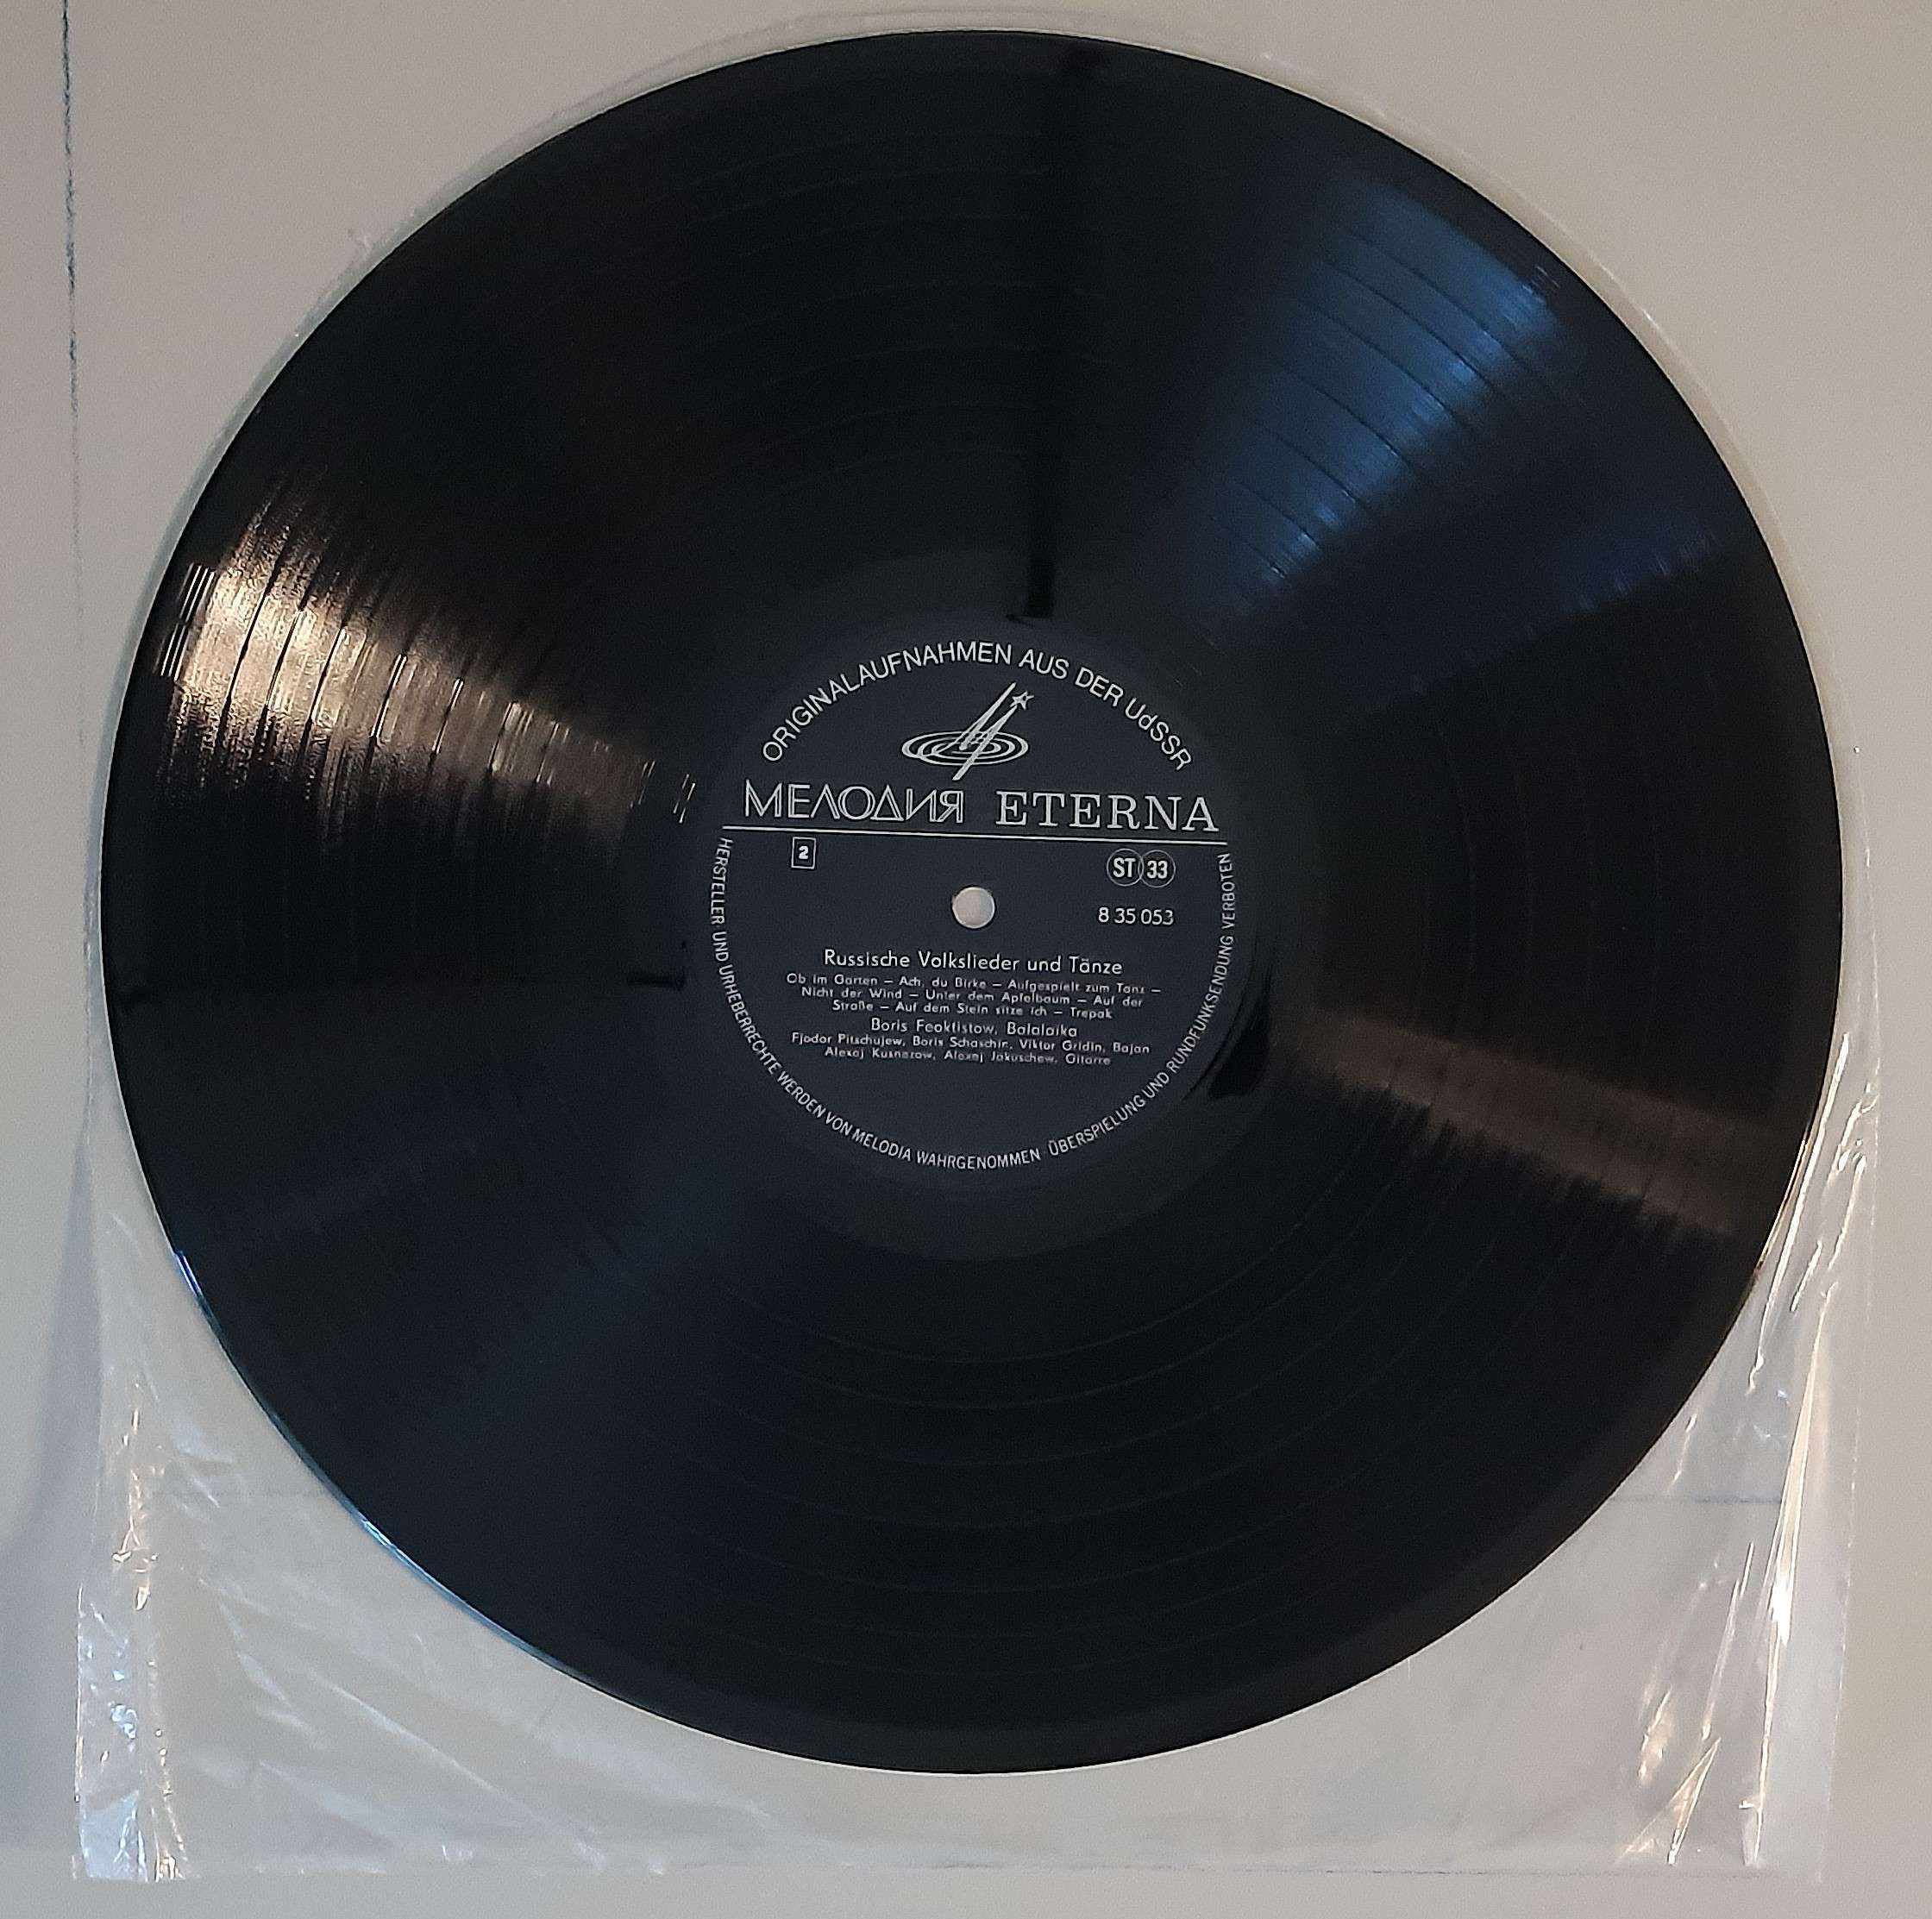 ORIGINALAUFNAHMEN AUS DER UdSSR
МЕЛОДИЯ ETERNA
2
ST 33
8 35 053
Russische Volkslieder und Tänze
Ob im Garten – Ach, du Birke – Aufgespielt zum Tanz –
Nicht der Wind – Unter dem Apfelbaum – Auf der
Straße – Auf dem Stein sitze ich – Trepak
Boris Feoktistow, Balalaika
Fjodor Pitschujew, Boris Schaschin, Viktor Gridin, Bajan
Alexej Kusnezow, Alexej Jakuschew, Gitarre
HERSTELLER UND URHEBERRECHTE WERDEN VON MELODIA WAHRGENOMMEN ÜBERSPIELUNG UND RUNDFUNKSENDUNG VERBOTEN